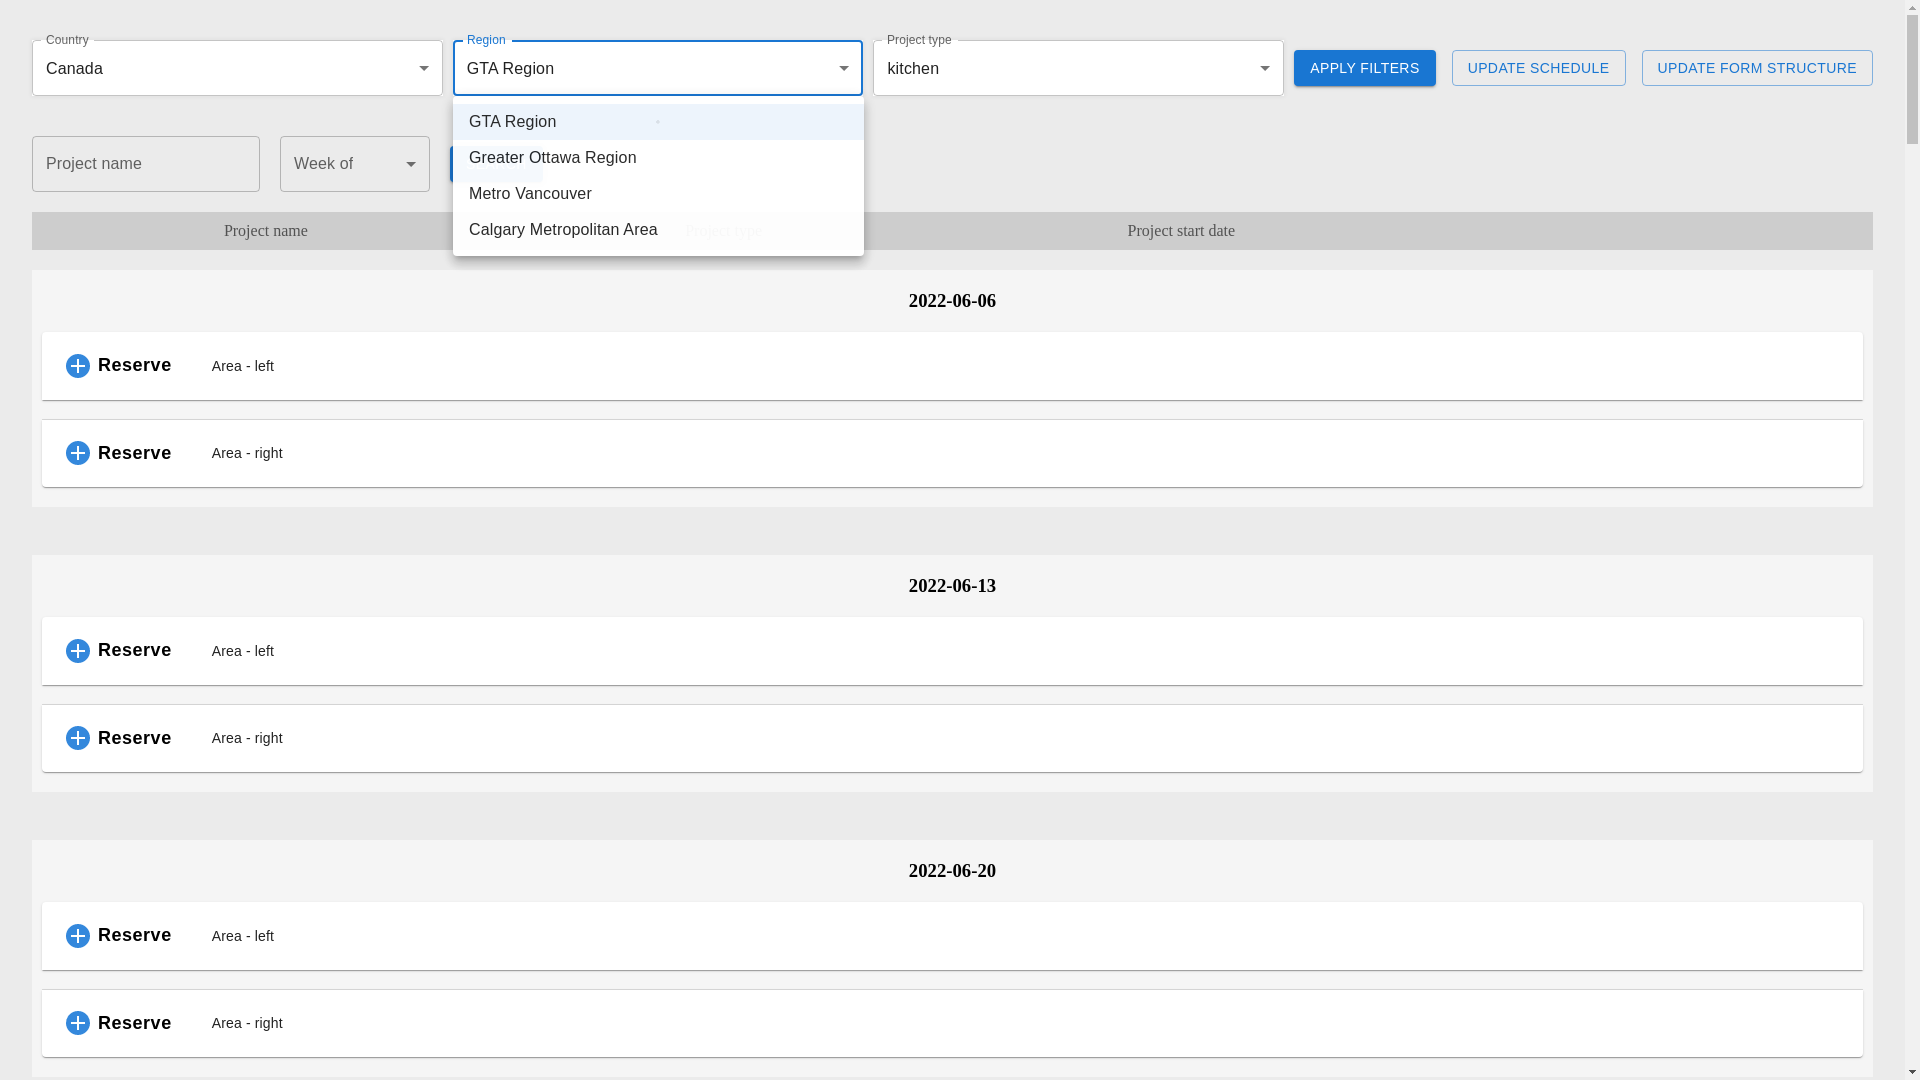 Country
Canada
Region
GTA Region
Project type
kitchen
APPLY FILTERS
UPDATE SCHEDULE
UPDATE FORM STRUCTURE
GTA Region
Greater Ottawa Region
Metro Vancouver
Calgary Metropolitan Area
Project name
Week of
Project name
Project type
Project start date
2022-06-06
Reserve
Area - left
Reserve
Area - right
2022-06-13
Reserve
Area - left
Reserve
Area - right
2022-06-20
Reserve
Area - left
Reserve
Area - right